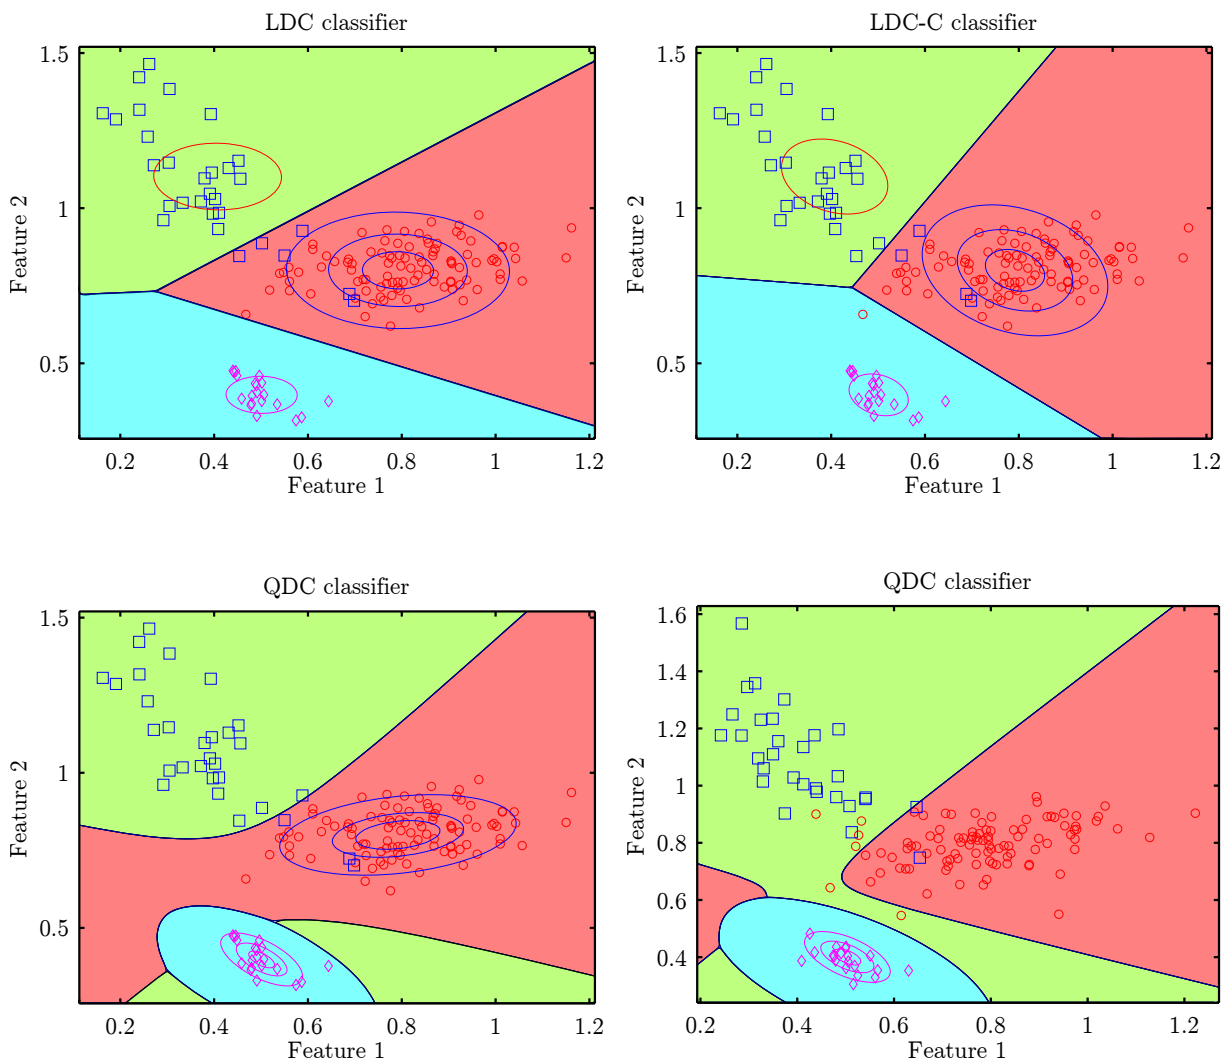 LDC classifier
1.5
1
0.5
Feature 2
0.2 0.4 0.6 0.8 1 1.2
Feature 1
LDC-C classifier
1.5
1
0.5
Feature 2
0.2 0.4 0.6 0.8 1 1.2
Feature 1
QDC classifier
1.5
1
0.5
Feature 2
0.2 0.4 0.6 0.8 1 1.2
Feature 1
QDC classifier
1.6
1.4
1.2
1
0.8
0.6
0.4
Feature 2
0.2 0.4 0.6 0.8 1 1.2
Feature 1